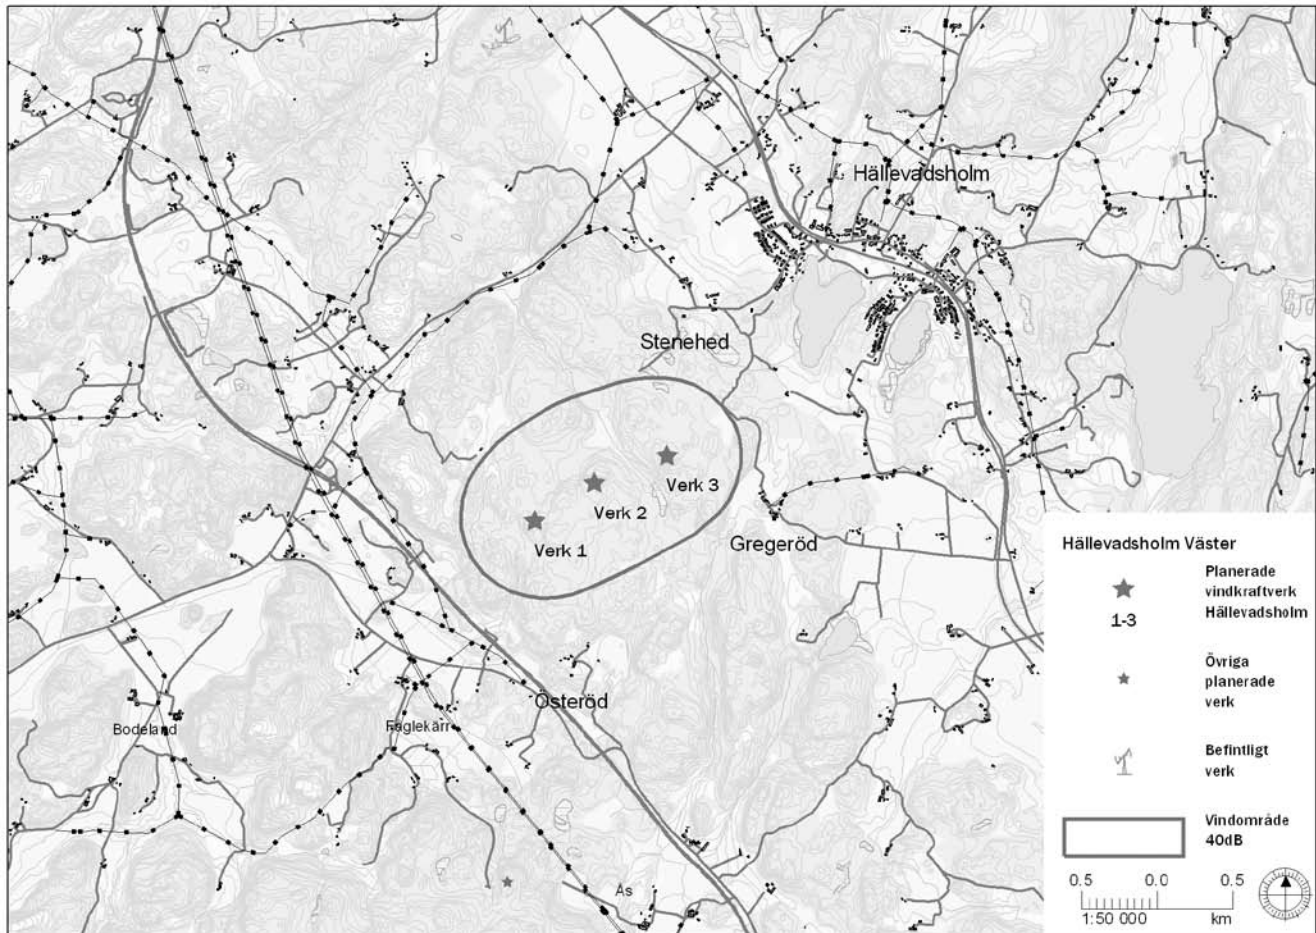 Hällevadsholm
Stenehed
Verk 3
Verk 2
Verk 1
Gregeröd
Österöd
Bodeland
Faglekärr
Ås
Hällevadsholm Väster
Planerade
vindkraftverk
1-3
Hällevadsholm
Övriga
planerade
verk
Befintligt
verk
Vindområde
40dB
0.5
0.0
0.5
1:50 000
km